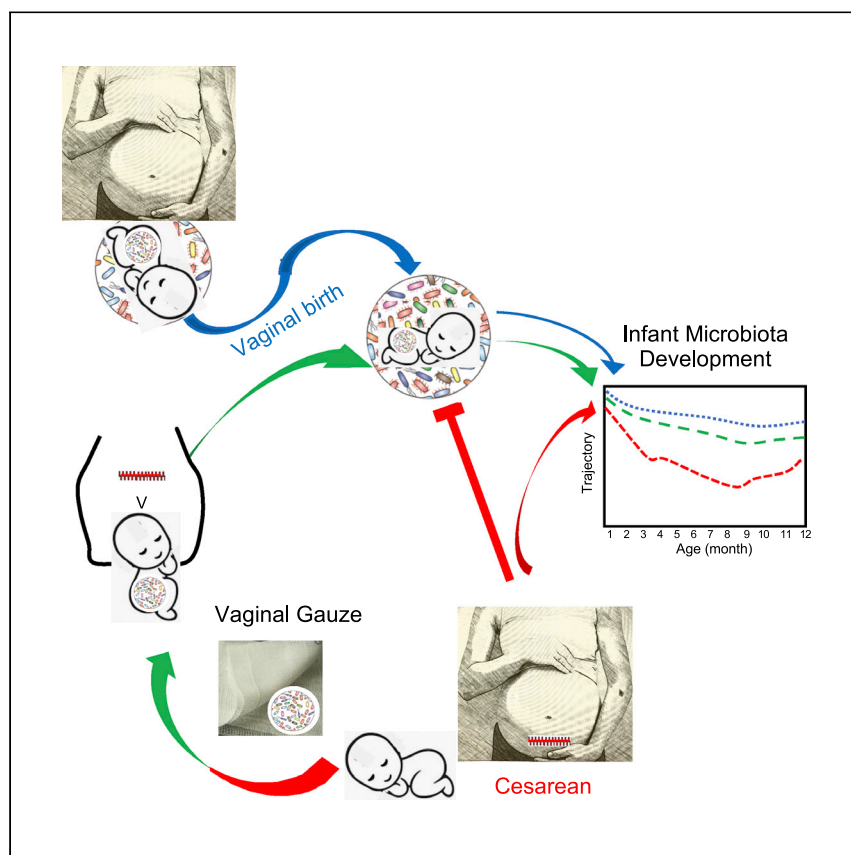 Vaginal birth
Infant Microbiota
Development
Trajectory
1 2 3 4 5 6 7 8 9 10 11 12
Age (month)
V
Vaginal Gauze
Cesarean